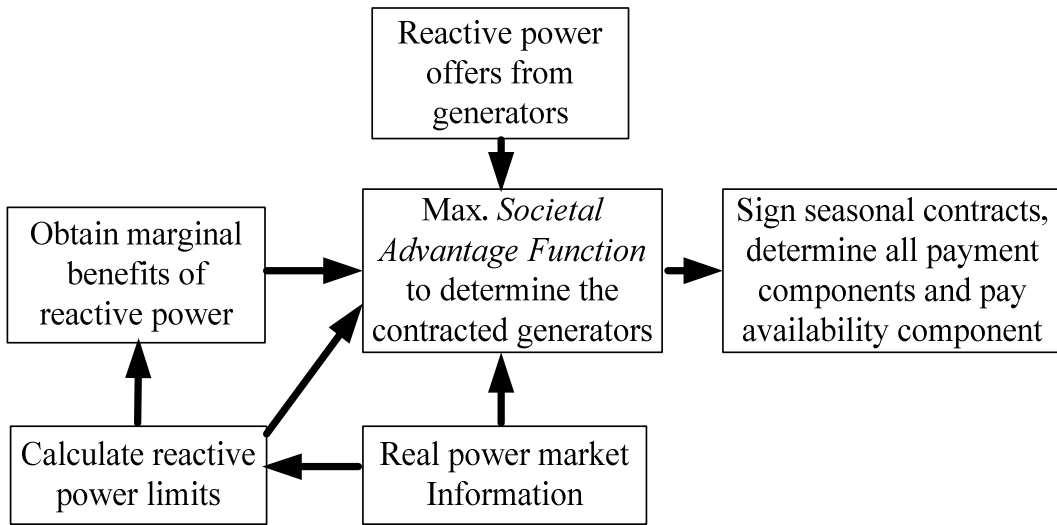 Reactive power
offers from
generators
Obtain marginal
benefits of
reactive power
Max. Societal
Advantage Function
to determine the
contracted generators
Sign seasonal contracts,
determine all payment
components and pay
availability component
Calculate reactive
power limits
Real power market
Information